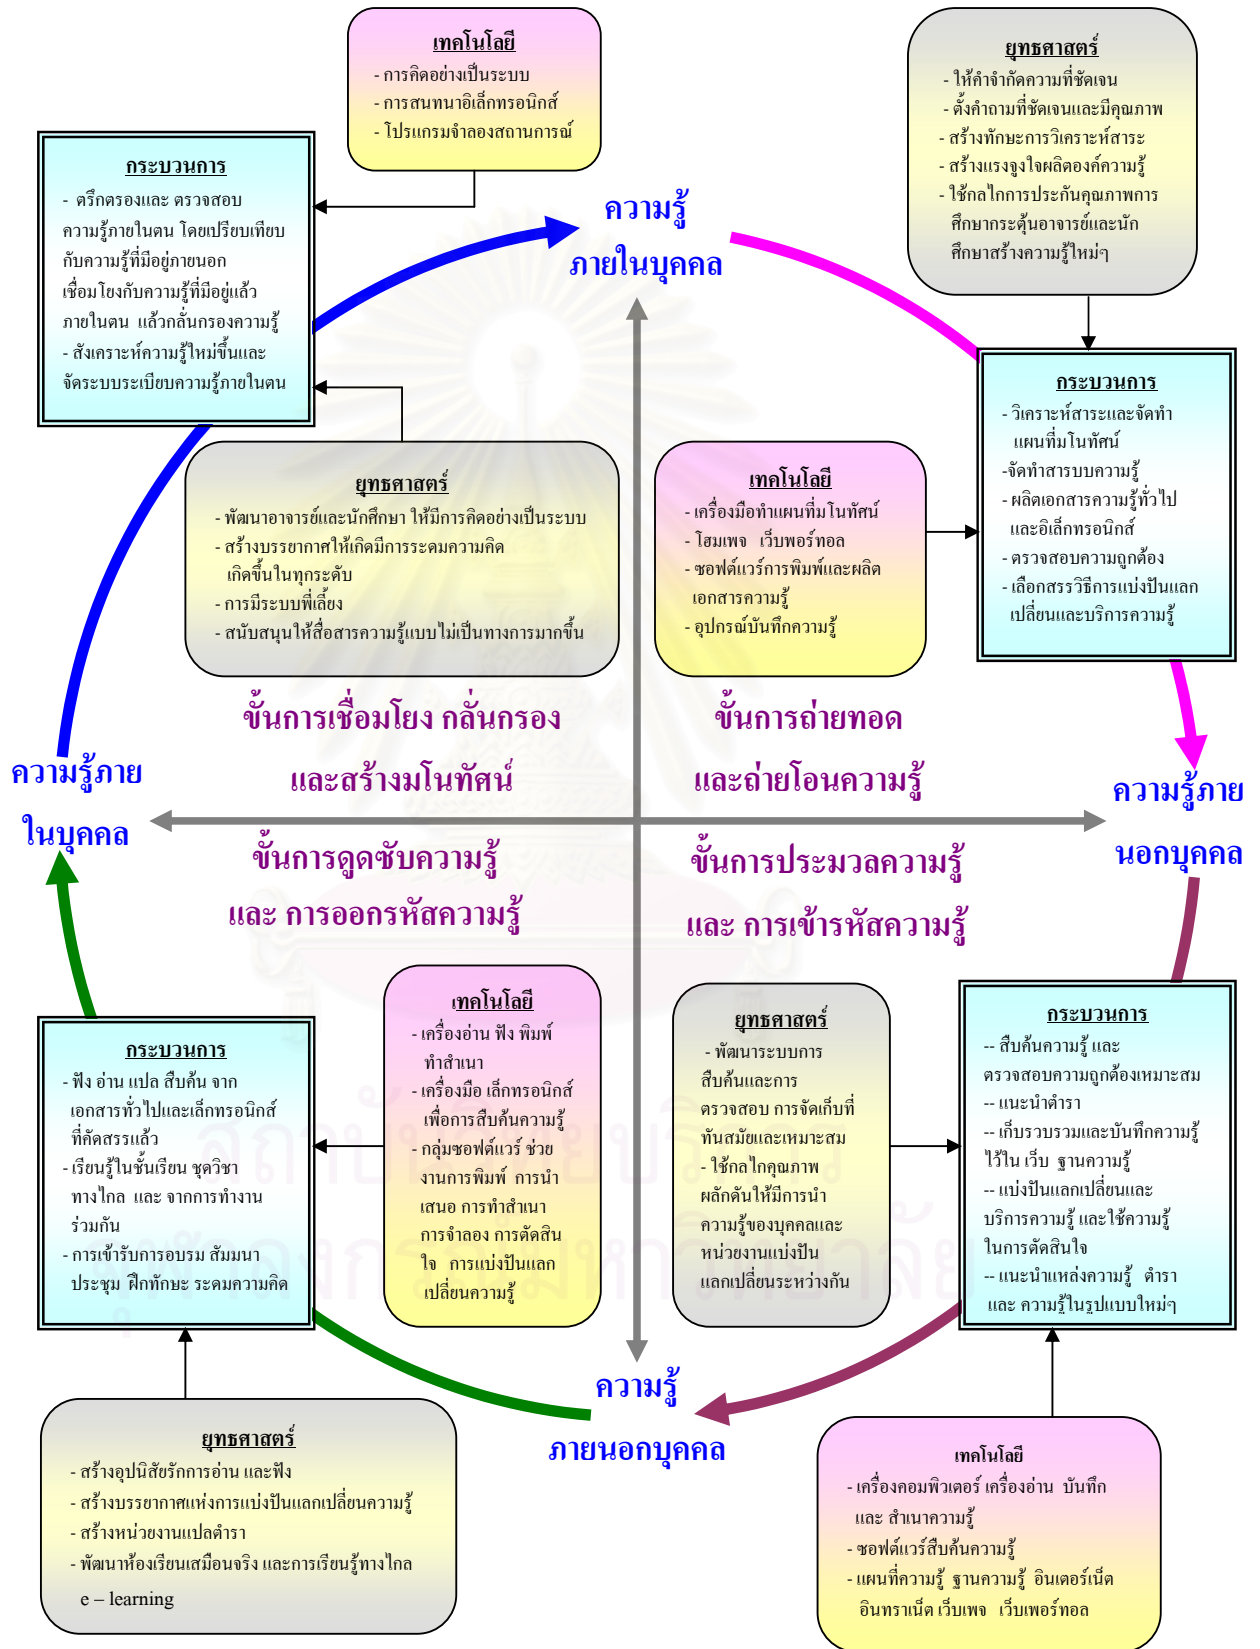 เทคโนโลยี
- การคิดอย่างเป็นระบบ
- การสนทนาอิเล็กทรอนิกส์
- โปรแกรมจำลองสถานการณ์
ยุทธศาสตร์
- ให้คำจำกัดความที่ชัดเจน
- ตั้งคำถามที่ชัดเจนและมีคุณภาพ
- สร้างทักษะการวิเคราะห์สาระ
- สร้างแรงจูงใจผลิตองค์ความรู้
- ใช้กลไกการประกันคุณภาพการ
ศึกษากระตุ้นอาจารย์และนัก
ศึกษาสร้างความรู้ใหม่ๆ
กระบวนการ
- ตรึกตรองและ ตรวจสอบ
ความรู้ภายในตน โดยเปรียบเทียบ
กับความรู้ที่มีอยู่ภายนอก
เชื่อมโยงกับความรู้ที่มีอยู่แล้ว
ภายในตน แล้วกลั่นกรองความรู้
- สังเคราะห์ความรู้ใหม่ขึ้นและ
จัดระบบระเบียบความรู้ภายในตน
ความรู้
ภายในบุคคล
กระบวนการ
- วิเคราะห์สาระและจัดทำ
แผนที่มโนทัศน์
-จัดทำสารบบความรู้
- ผลิตเอกสารความรู้ทั่วไป
และอิเล็กทรอนิกส์
- ตรวจสอบความถูกต้อง
- เลือกสรรวิธีการแบ่งปันแลก
เปลี่ยนและบริการความรู้
ยุทธศาสตร์
- พัฒนาอาจารย์และนักศึกษา ให้มีการคิดอย่างเป็นระบบ
- สร้างบรรยากาศให้เกิดมีการระดมความคิด
เกิดขึ้นในทุกระดับ
- การมีระบบพี่เลี้ยง
- สนับสนุนให้สื่อสารความรู้แบบไม่เป็นทางการมากขึ้น
เทคโนโลยี
- เครื่องมือทำแผนที่มโนทัศน์
- โฮมเพจ เว็บพอร์ทอล
- ซอฟต์แวร์การพิมพ์และผลิต
เอกสารความรู้
- อุปกรณ์บันทึกความรู้
ขั้นการเชื่อมโยง กลั่นกรอง
และสร้างมโนทัศน์
ขั้นการถ่ายทอด
และถ่ายโอนความรู้
ความรู้ภาย
ในบุคคล
ความรู้ภาย
นอกบุคคล
ขั้นการดูดซับความรู้
และ การออกรหัสความรู้
ขั้นการประมวลความรู้
และ การเข้ารหัสความรู้
กระบวนการ
- ฟัง อ่าน แปล สืบค้น จาก
เอกสารทั่วไปและเล็กทรอนิกส์
ที่คัดสรรแล้ว
- เรียนรู้ในชั้นเรียน ชุดวิชา
ทางไกล และ จากการทำงาน
ร่วมกัน
- การเข้ารับการอบรม สัมมนา
ประชุม ฝึกทักษะ ระดมความคิด
เทคโนโลยี
- เครื่องอ่าน ฟัง พิมพ์
ทำสำเนา
- เครื่องมือ เล็กทรอนิกส์
เพื่อการสืบค้นความรู้
- กลุ่มซอฟต์แวร์ ช่วย
งานการพิมพ์ การนำ
เสนอ การทำสำเนา
การจำลอง การตัดสิน
ใจ การแบ่งปันแลก
เปลี่ยนความรู้
ยุทธศาสตร์
- พัฒนาระบบการ
สืบค้นและการ
ตรวจสอบ การจัดเก็บที่
ทันสมัยและเหมาะสม
- ใช้กลไกคุณภาพ
ผลักดันให้มีการนำ
ความรู้ของบุคคลและ
หน่วยงานแบ่งปัน
แลกเปลี่ยนระหว่างกัน
กระบวนการ
-- สืบค้นความรู้ และ
ตรวจสอบความถูกต้องเหมาะสม
-- แนะนำตำรา
-- เก็บรวบรวมและบันทึกความรู้
ไว้ใน เว็บ ฐานความรู้
-- แบ่งปันแลกเปลี่ยนและ
บริการความรู้ และใช้ความรู้
ในการตัดสินใจ
-- แนะนำแหล่งความรู้ ตำรา
และ ความรู้ในรูปแบบใหม่ๆ
สถาบันวิทยบริการ
จุฬาลงกรณ์มหาวิทยาลัย
ความรู้
ภายนอกบุคคล
ยุทธศาสตร์
- สร้างอุปนิสัยรักการอ่าน และฟัง
- สร้างบรรยากาศแห่งการแบ่งปันแลกเปลี่ยนความรู้
- สร้างหน่วยงานแปลตำรา
- พัฒนาห้องเรียนเสมือนจริง และการเรียนรู้ทางไกล
e – learning
เทคโนโลยี
- เครื่องคอมพิวเตอร์ เครื่องอ่าน บันทึก
และ สำเนาความรู้
- ซอฟต์แวร์สืบค้นความรู้
- แผนที่ความรู้ ฐานความรู้ อินเตอร์เน็ต
อินทราเน็ต เว็บเพจ เว็บเพอร์ทอล